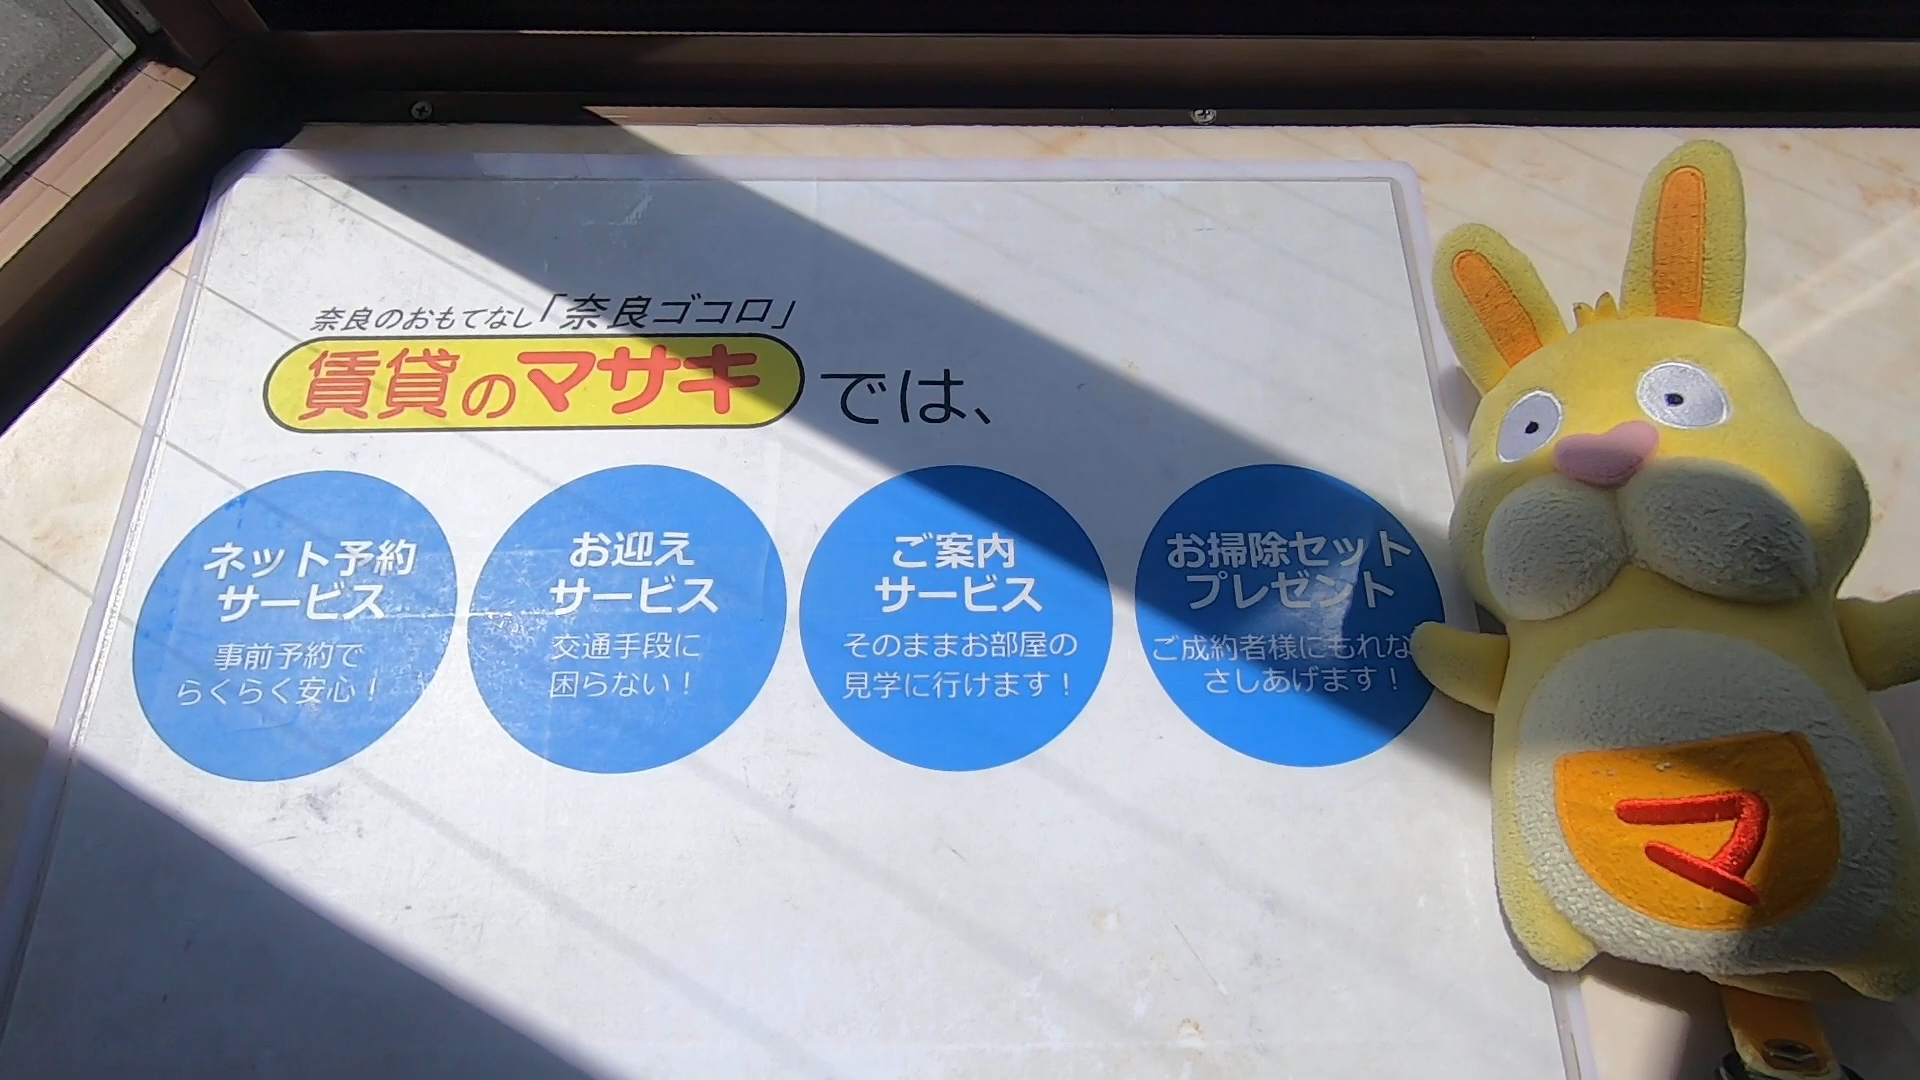 奈良のおもてなし「奈良ゴコロ」
賃貸のマサキでは、
ネット予約
サービス
事前予約で
らくらく安心！
お迎え
サービス
交通手段に
困らない！
ご案内
サービス
そのままお部屋の
見学に行けます！
お掃除セット
プレゼント
ご成約者様にもれな
さしあげます！
マ